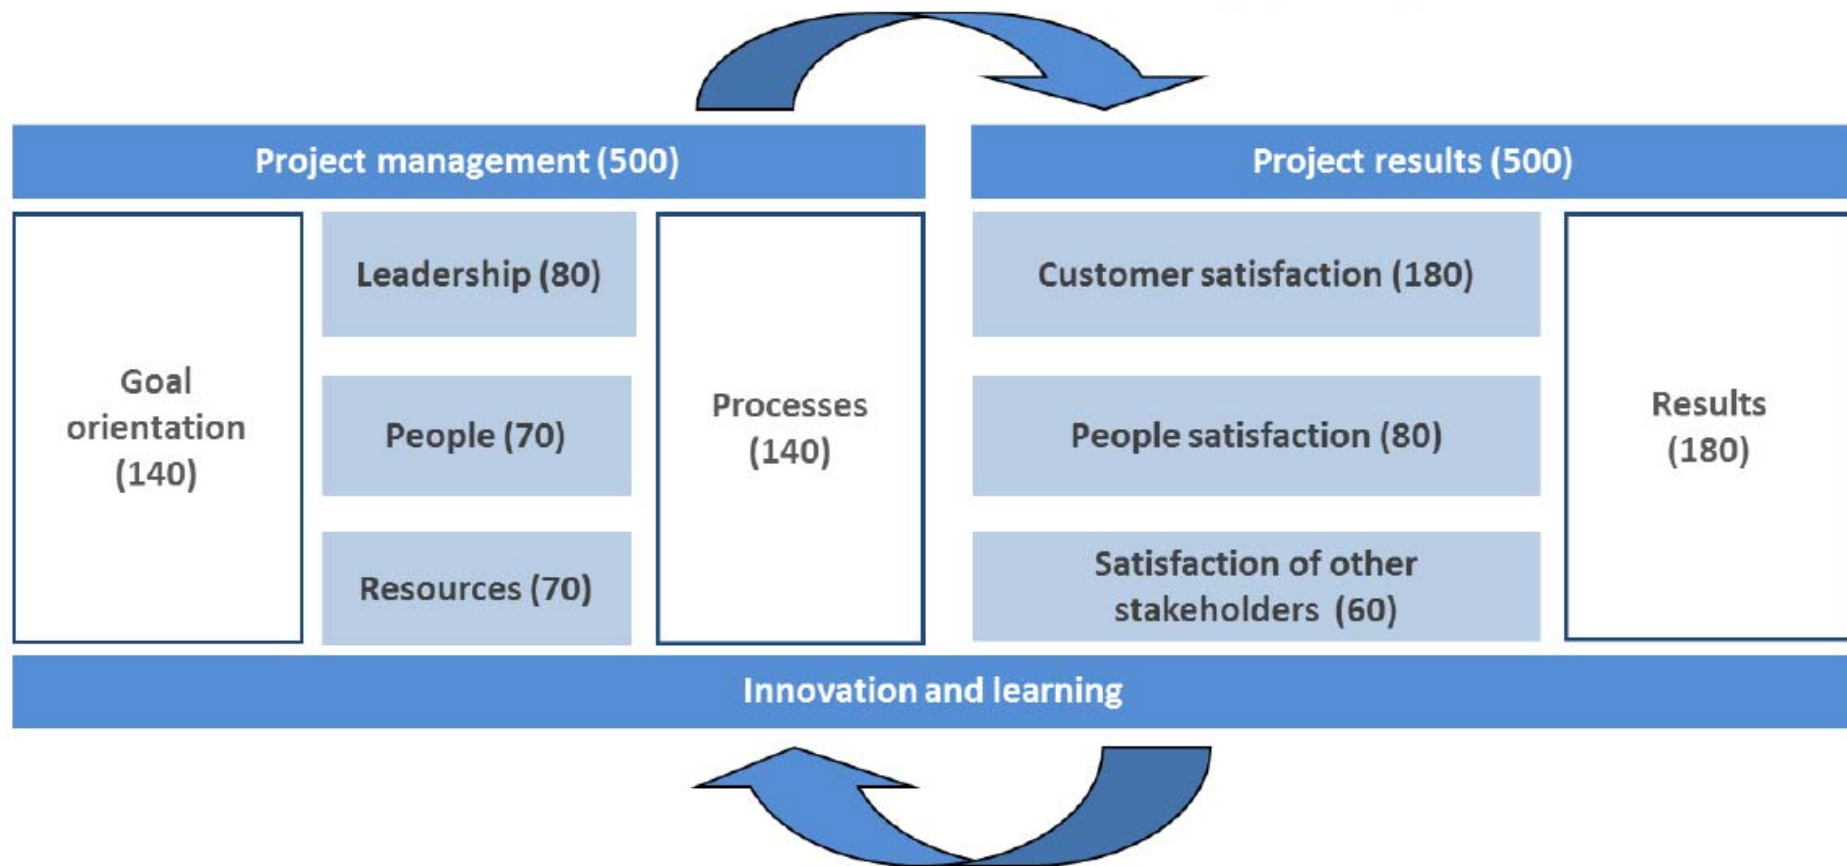 Project management (500)
Project results (500)
Goal
orientation
(140)
Leadership (80)
People (70)
Resources (70)
Processes
(140)
Customer satisfaction (180)
People satisfaction (80)
Satisfaction of other
stakeholders (60)
Results
(180)
Innovation and learning